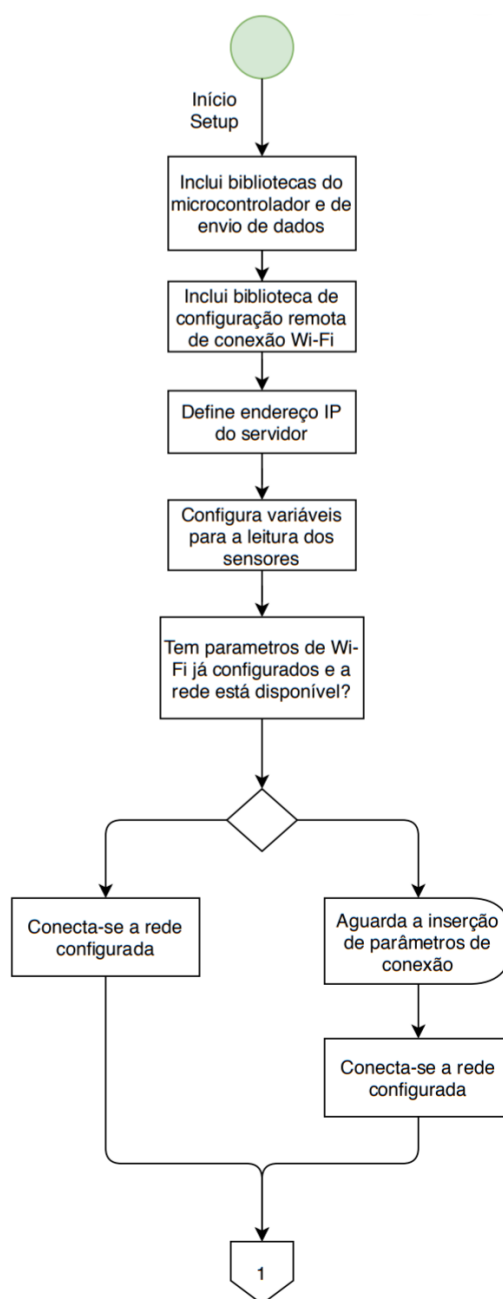 Início
Setup
Inclui bibliotecas do
microcontrolador e de
envio de dados
Inclui biblioteca de
configuração remota
de conexão Wi-Fi
Define endereço IP
do servidor
Configura variáveis
para a leitura dos
sensores
Tem parametros de Wi-
Fi já configurados e a
rede está disponível?
Conecta-se a rede
configurada
Aguarda a inserção
de parâmetros de
conexão
Conecta-se a rede
configurada
1